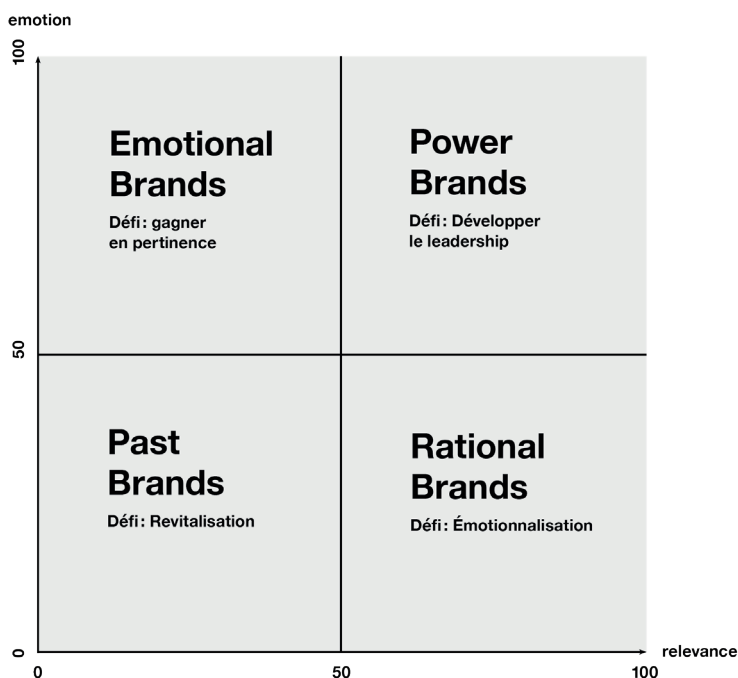 emotion
100
Emotional
Brands
Défi : gagner
en pertinence
Power
Brands
Défi : Développer
le leadership
50
Past
Brands
Défi : Revitalisation
Rational
Brands
Défi : Émotionnalisation
0
relevance
0
50
100